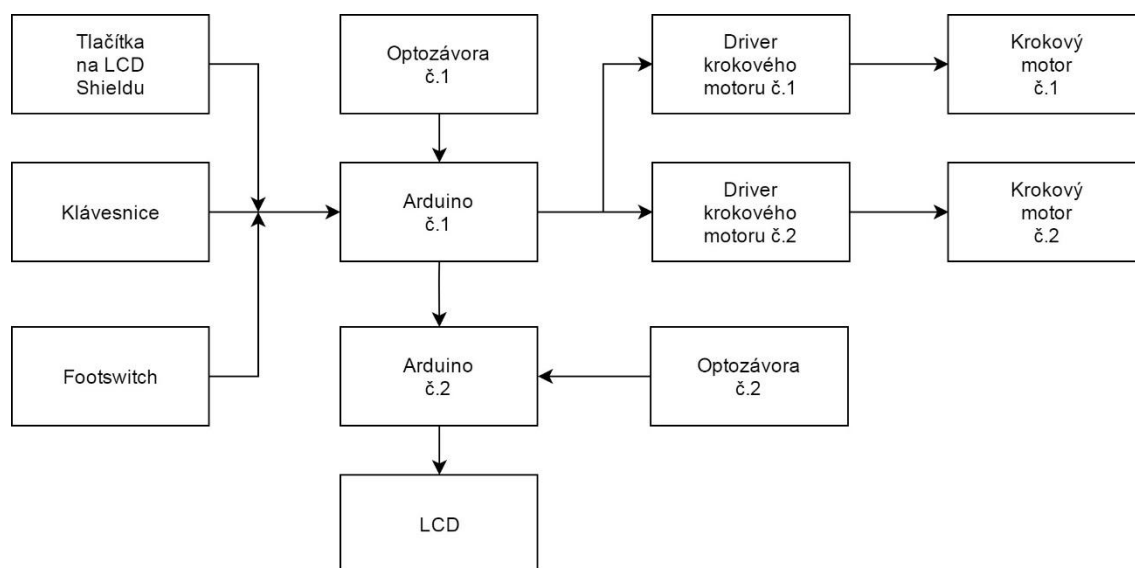 Tlačítka
na LCD
Shieldu
Optozávora
č.1
Driver
krokového
motoru č.1
Krokový
motor
č.1
Klávesnice
Arduino
č.1
Driver
krokového
motoru č.2
Krokový
motor
č.2
Footswitch
Arduino
č.2
Optozávora
č.2
LCD